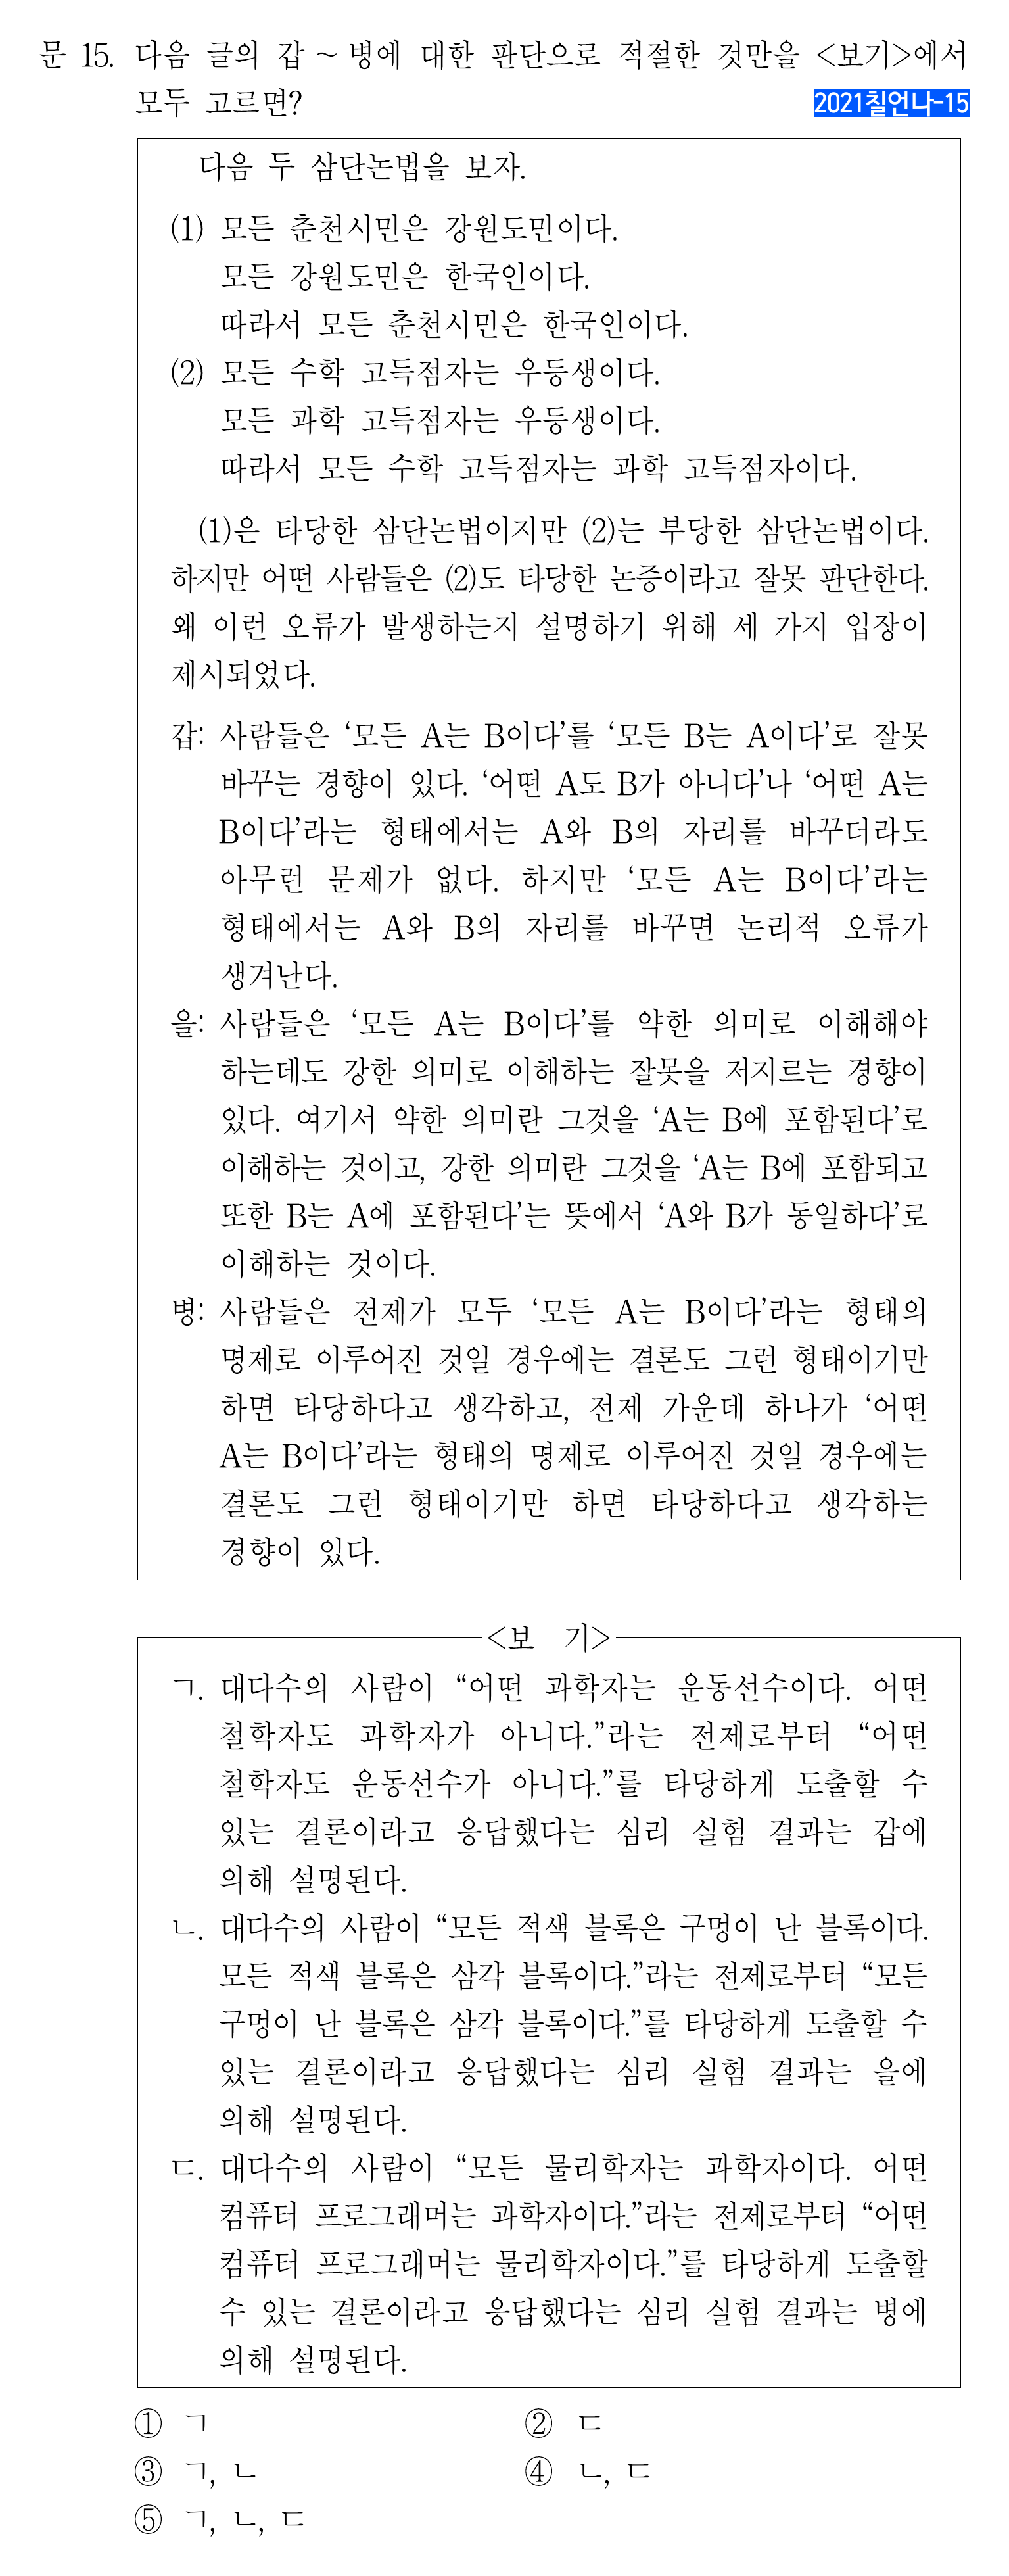 문 15. 다음 글의 갑 ~ 병에 대한 판단으로 적절한 것만을 <보기>에서
모두 고르면?
2021칠언나-15
다음 두 삼단논법을 보자.
(1) 모든 춘천시민은 강원도민이다.
모든 강원도민은 한국인이다.
따라서 모든 춘천시민은 한국인이다.
(2) 모든 수학 고득점자는 우등생이다.
모든 과학 고득점자는 우등생이다.
따라서 모든 수학 고득점자는 과학 고득점자이다.
(1)은 타당한 삼단논법이지만 (2)는 부당한 삼단논법이다.
하지만 어떤 사람들은 (2)도 타당한 논증이라고 잘못 판단한다.
왜 이런 오류가 발생하는지 설명하기 위해 세 가지 입장이
제시되었다.
갑: 사람들은 ‘모든 A는 B이다’를 ‘모든 B는 A이다’로 잘못
바꾸는 경향이 있다. ‘어떤 A도 B가 아니다’나 ‘어떤 A는
B이다’라는 형태에서는 A와 B의 자리를 바꾸더라도
아무런 문제가 없다. 하지만 ‘모든 A는 B이다’라는
형태에서는 A와 B의 자리를 바꾸면 논리적 오류가
생겨난다.
을: 사람들은 ‘모든 A는 B이다’를 약한 의미로 이해해야
하는데도 강한 의미로 이해하는 잘못을 저지르는 경향이
있다. 여기서 약한 의미란 그것을 ‘A는 B에 포함된다’로
이해하는 것이고, 강한 의미란 그것을 ‘A는 B에 포함되고
또한 B는 A에 포함된다’는 뜻에서 ‘A와 B가 동일하다’로
이해하는 것이다.
병: 사람들은 전제가 모두 ‘모든 A는 B이다’라는 형태의
명제로 이루어진 것일 경우에는 결론도 그런 형태이기만
하면 타당하다고 생각하고, 전제 가운데 하나가 ‘어떤
A는 B이다’라는 형태의 명제로 이루어진 것일 경우에는
결론도 그런 형태이기만 하면 타당하다고 생각하는
경향이 있다.
<보 기>
ㄱ. 대다수의 사람이 “어떤 과학자는 운동선수이다. 어떤
철학자도 과학자가 아니다.”라는 전제로부터 “어떤
철학자도 운동선수가 아니다.”를 타당하게 도출할 수
있는 결론이라고 응답했다는 심리 실험 결과는 갑에
의해 설명된다.
ㄴ. 대다수의 사람이 “모든 적색 블록은 구멍이 난 블록이다.
모든 적색 블록은 삼각 블록이다.”라는 전제로부터 “모든
구멍이 난 블록은 삼각 블록이다.”를 타당하게 도출할 수
있는 결론이라고 응답했다는 심리 실험 결과는 을에
의해 설명된다.
ㄷ. 대다수의 사람이 “모든 물리학자는 과학자이다. 어떤
컴퓨터 프로그래머는 과학자이다.”라는 전제로부터 “어떤
컴퓨터 프로그래머는 물리학자이다.”를 타당하게 도출할
수 있는 결론이라고 응답했다는 심리 실험 결과는 병에
의해 설명된다.
① ㄱ ② ㄷ
③ ㄱ, ㄴ ④ ㄴ, ㄷ
⑤ ㄱ, ㄴ, ㄷ